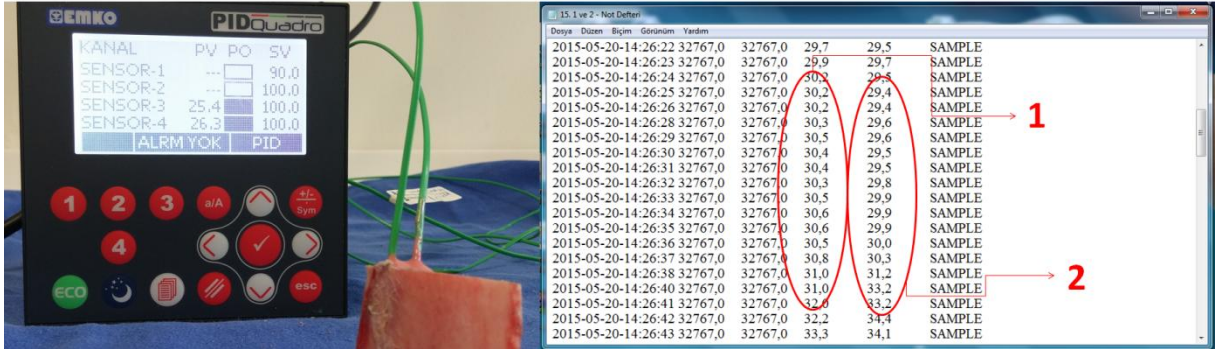 EMKO
PIDQuadro
KANAL PV PO SV
SENSOR-1 --- 90.0
SENSOR-2 --- 100.0
SENSOR-3 25.4 100.0
SENSOR-4 26.3 100.0
ALRM YOK PID
1 2 3 a/A +/- Sym
4
ECO esc
15. 1 ve 2 - Not Defteri
Dosya Düzen Biçim Görünüm Yardım
2015-05-20-14:26:22 32767,0 32767,0 29,7 29,5 SAMPLE
2015-05-20-14:26:23 32767,0 32767,0 29,9 29,7 SAMPLE
2015-05-20-14:26:24 32767,0 32767,0 30,2 29,5 SAMPLE
2015-05-20-14:26:25 32767,0 32767,0 30,2 29,4 SAMPLE
2015-05-20-14:26:26 32767,0 32767,0 30,2 29,4 SAMPLE
2015-05-20-14:26:28 32767,0 32767,0 30,3 29,6 SAMPLE
2015-05-20-14:26:29 32767,0 32767,0 30,5 29,6 SAMPLE
2015-05-20-14:26:30 32767,0 32767,0 30,4 29,5 SAMPLE
2015-05-20-14:26:31 32767,0 32767,0 30,4 29,5 SAMPLE
2015-05-20-14:26:32 32767,0 32767,0 30,3 29,8 SAMPLE
2015-05-20-14:26:33 32767,0 32767,0 30,5 29,9 SAMPLE
2015-05-20-14:26:34 32767,0 32767,0 30,6 29,9 SAMPLE
2015-05-20-14:26:35 32767,0 32767,0 30,6 29,9 SAMPLE
2015-05-20-14:26:36 32767,0 32767,0 30,5 30,0 SAMPLE
2015-05-20-14:26:37 32767,0 32767,0 30,8 30,3 SAMPLE
2015-05-20-14:26:38 32767,0 32767,0 31,0 31,2 SAMPLE
2015-05-20-14:26:40 32767,0 32767,0 31,0 33,2 SAMPLE
2015-05-20-14:26:41 32767,0 32767,0 32,0 33,2 SAMPLE
2015-05-20-14:26:42 32767,0 32767,0 32,2 34,4 SAMPLE
2015-05-20-14:26:43 32767,0 32767,0 33,3 34,1 SAMPLE
1
2